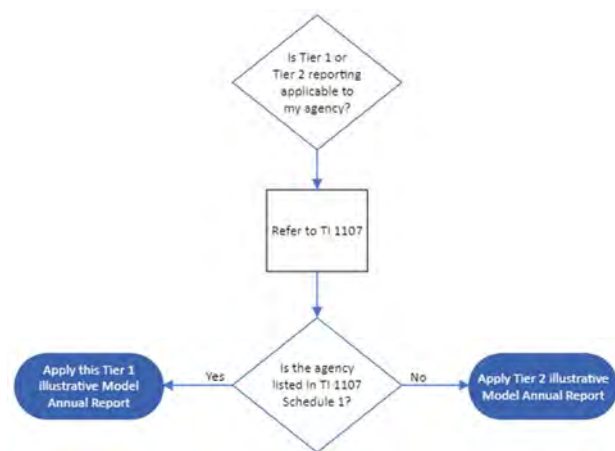 Is Tier 1 or
Tier 2 reporting
applicable to
my agency?
Refer to TI 1107
Apply this Tier 1
illustrative Model
Annual Report
Yes
Is the agency
listed in TI 1107
Schedule 1?
No
Apply Tier 2 illustrative
Model Annual Report